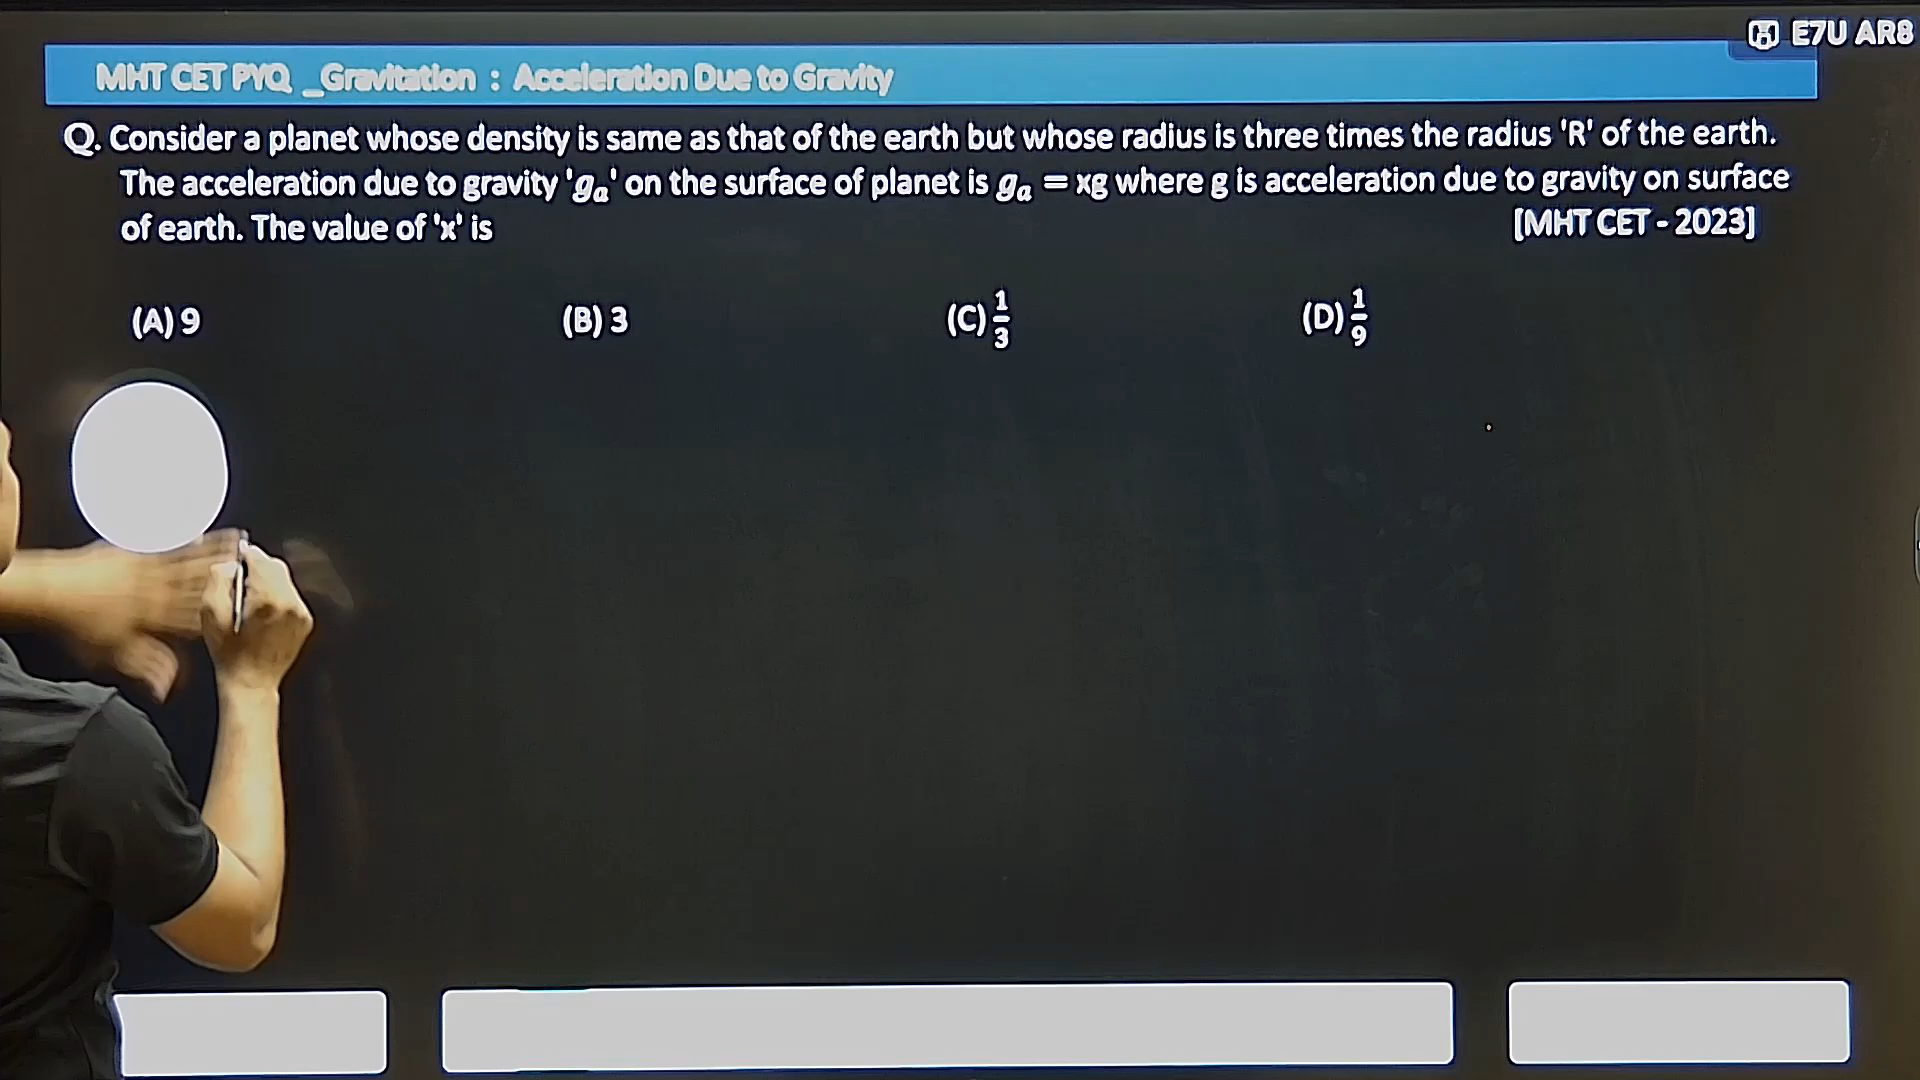 E7U AR8
MHT CET PYQ _Gravitation : Acceleration Due to Gravity
Q. Consider a planet whose density is same as that of the earth but whose radius is three times the radius 'R' of the earth.
The acceleration due to gravity 'gₐ' on the surface of planet is gₐ = xg where g is acceleration due to gravity on surface
of earth. The value of 'x' is [MHT CET - 2023]
(A) 9 (B) 3 (C) 1/3 (D) 1/9